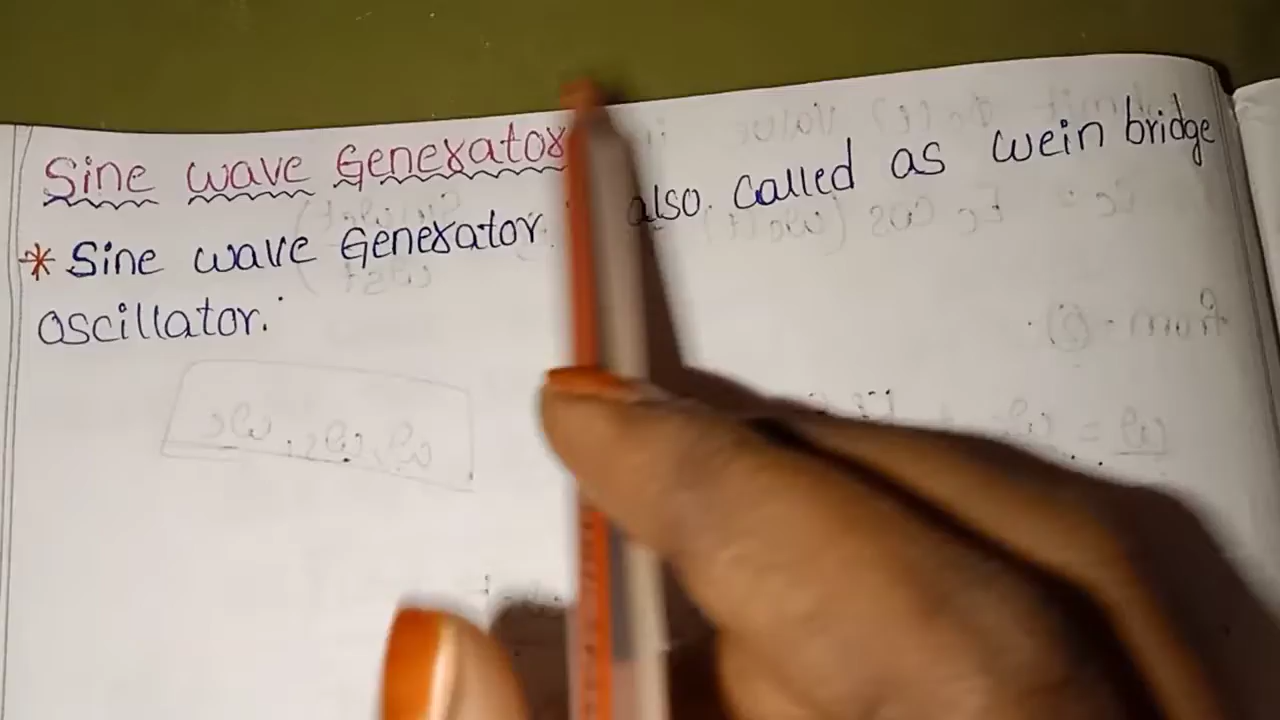 Sine wave Generator
* Sine wave Generator also called as wein bridge
oscillator.